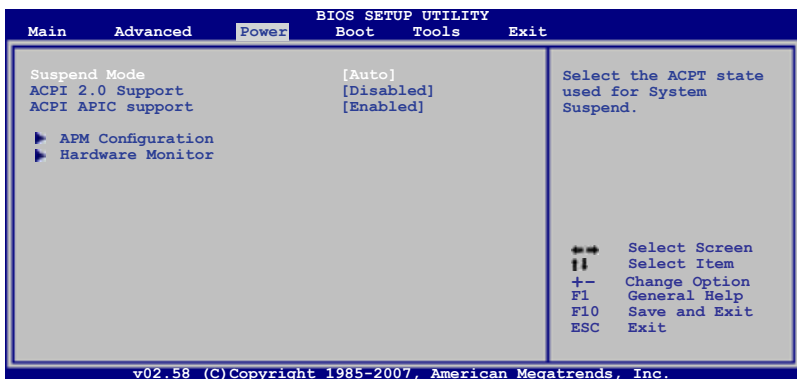 BIOS SETUP UTILITY
Main Advanced Power Boot Tools Exit
Suspend Mode [Auto]
ACPI 2.0 Support [Disabled]
ACPI APIC support [Enabled]
APM Configuration
Hardware Monitor
Select the ACPT state
used for System
Suspend.
Select Screen
Select Item
+- Change Option
F1 General Help
F10 Save and Exit
ESC Exit
v02.58 (C)Copyright 1985-2007, American Megatrends, Inc.